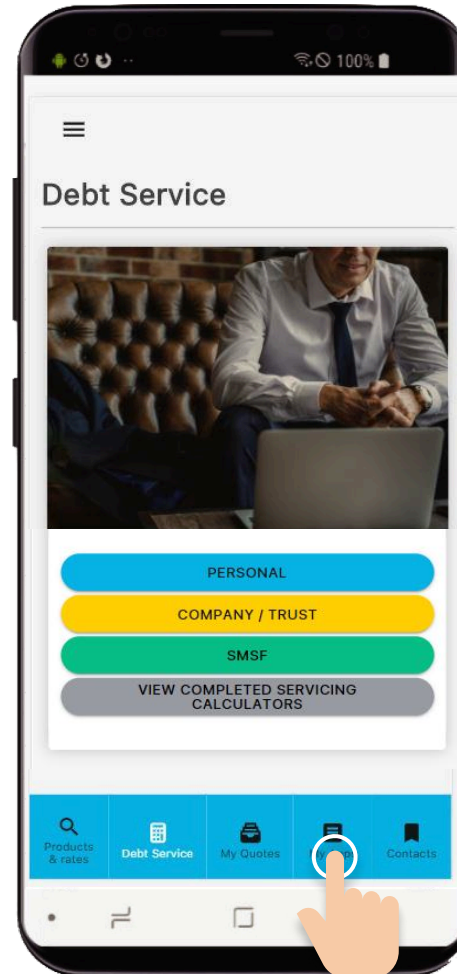 100%
Debt Service
PERSONAL
COMPANY / TRUST
SMSF
VIEW COMPLETED SERVICING
CALCULATORS
Products
& rates
Debt Service
My Quotes
Contacts